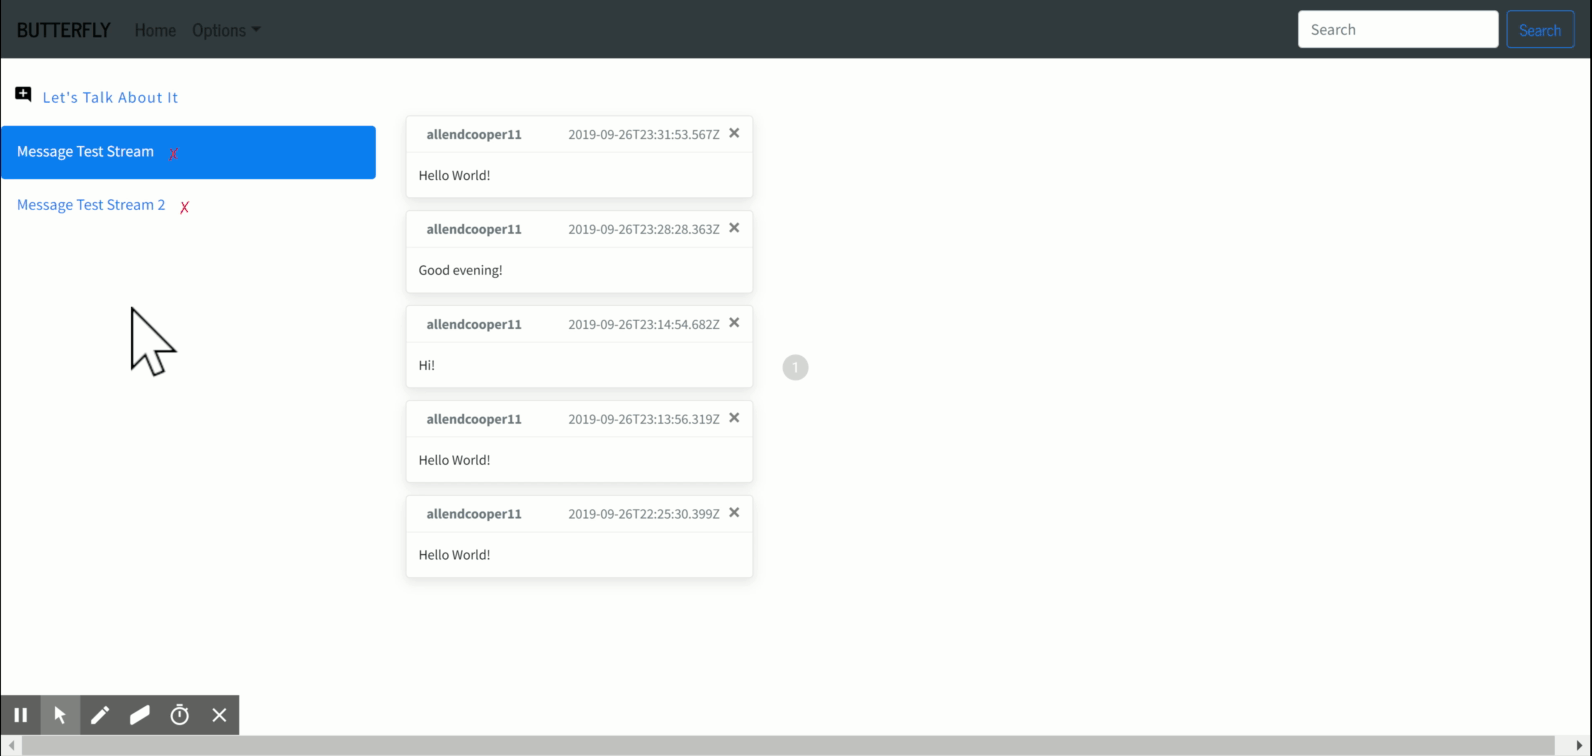 BUTTERFLY Home Options Search Search
Let's Talk About It
Message Test Stream X
Message Test Stream 2 X
allendcooper11 2019-09-26T23:31:53.567Z ×
Hello World!
allendcooper11 2019-09-26T23:28:28.363Z ×
Good evening!
allendcooper11 2019-09-26T23:14:54.682Z ×
Hi!
allendcooper11 2019-09-26T23:13:56.319Z ×
Hello World!
allendcooper11 2019-09-26T22:25:30.399Z ×
Hello World!
1